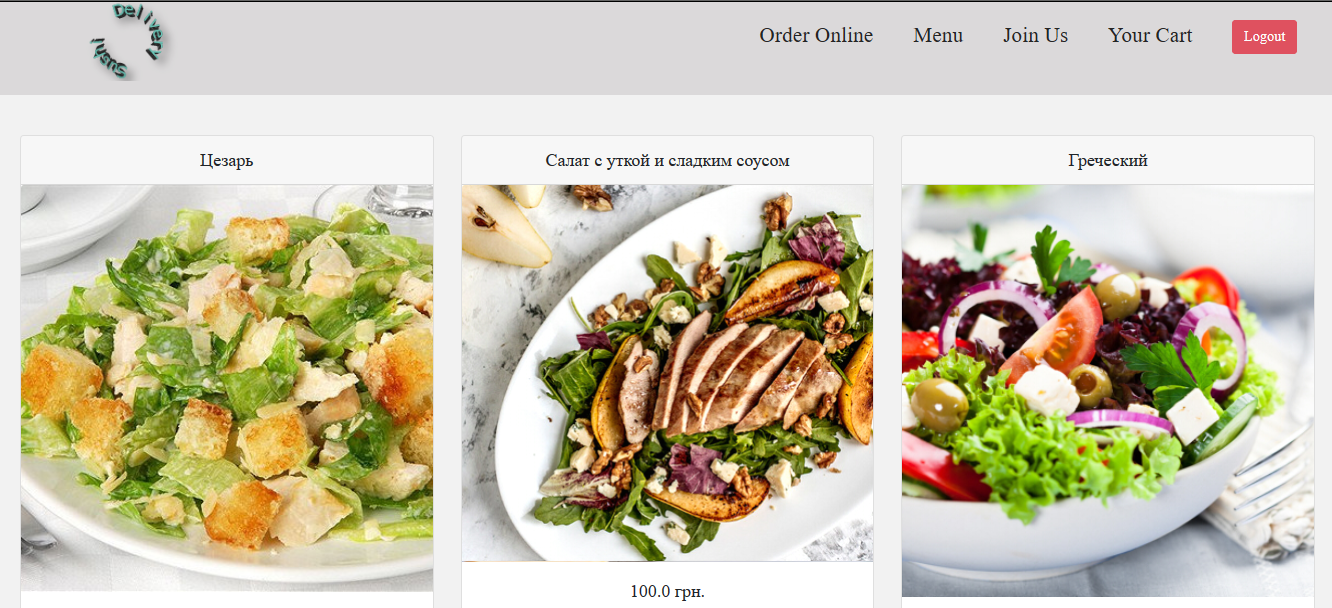 Delivery
Sushi
Order Online
Menu
Join Us
Your Cart
Logout
Цезарь
Салат с уткой и сладким соусом
Греческий
100.0 грн.